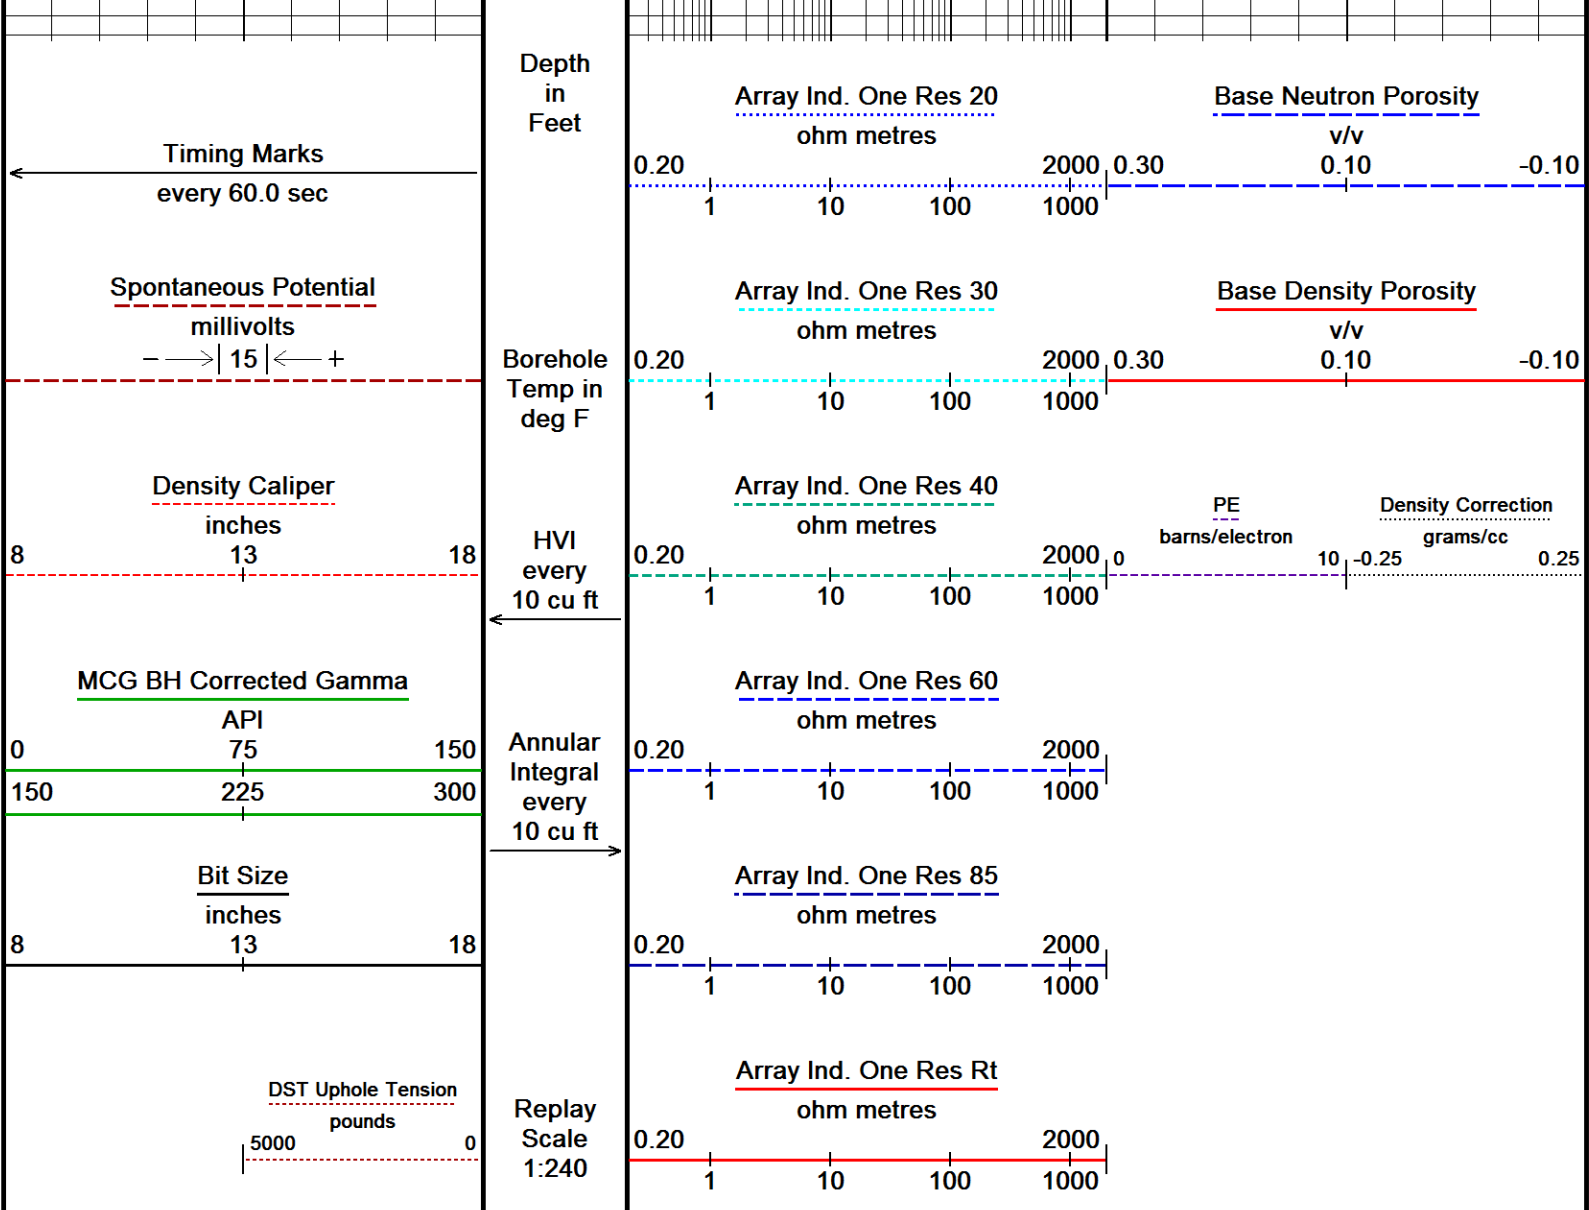 Timing Marks
every 60.0 sec
Spontaneous Potential
millivolts
− 15 +
Density Caliper
inches
8 13 18
MCG BH Corrected Gamma
API
0 75 150
150 225 300
Bit Size
inches
8 13 18
DST Uphole Tension
pounds
5000 0
Depth
in
Feet
Borehole
Temp in
deg F
HVI
every
10 cu ft
Annular
Integral
every
10 cu ft
Replay
Scale
1:240
Array Ind. One Res 20
ohm metres
0.20 2000
1 10 100 1000
Array Ind. One Res 30
ohm metres
0.20 2000
1 10 100 1000
Array Ind. One Res 40
ohm metres
0.20 2000
1 10 100 1000
Array Ind. One Res 60
ohm metres
0.20 2000
1 10 100 1000
Array Ind. One Res 85
ohm metres
0.20 2000
1 10 100 1000
Array Ind. One Res Rt
ohm metres
0.20 2000
1 10 100 1000
Base Neutron Porosity
v/v
0.30 0.10 -0.10
Base Density Porosity
v/v
0.30 0.10 -0.10
PE
barns/electron
0 10
Density Correction
grams/cc
-0.25 0.25